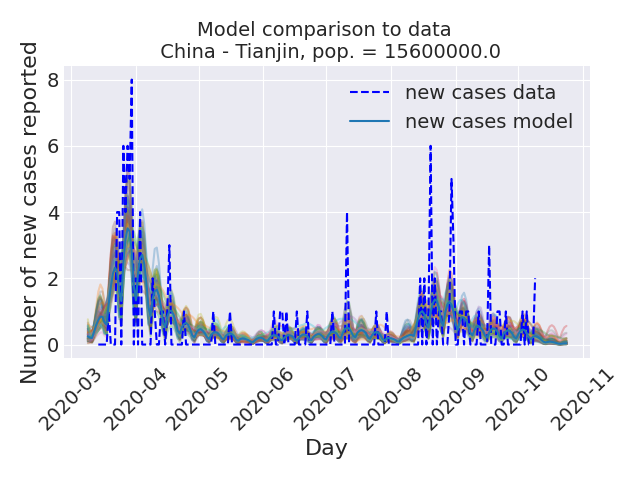 Model comparison to data
China - Tianjin, pop. = 15600000.0
Number of new cases reported
8
6
4
2
0
new cases data
new cases model
2020-03
2020-04
2020-05
2020-06
2020-07
2020-08
2020-09
2020-10
2020-11
Day